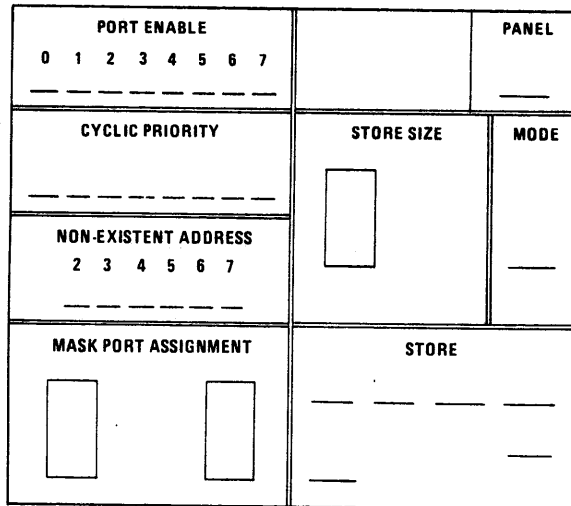 PORT ENABLE
0 1 2 3 4 5 6 7
PANEL
CYCLIC PRIORITY
STORE SIZE
MODE
NON-EXISTENT ADDRESS
2 3 4 5 6 7
MASK PORT ASSIGNMENT
STORE